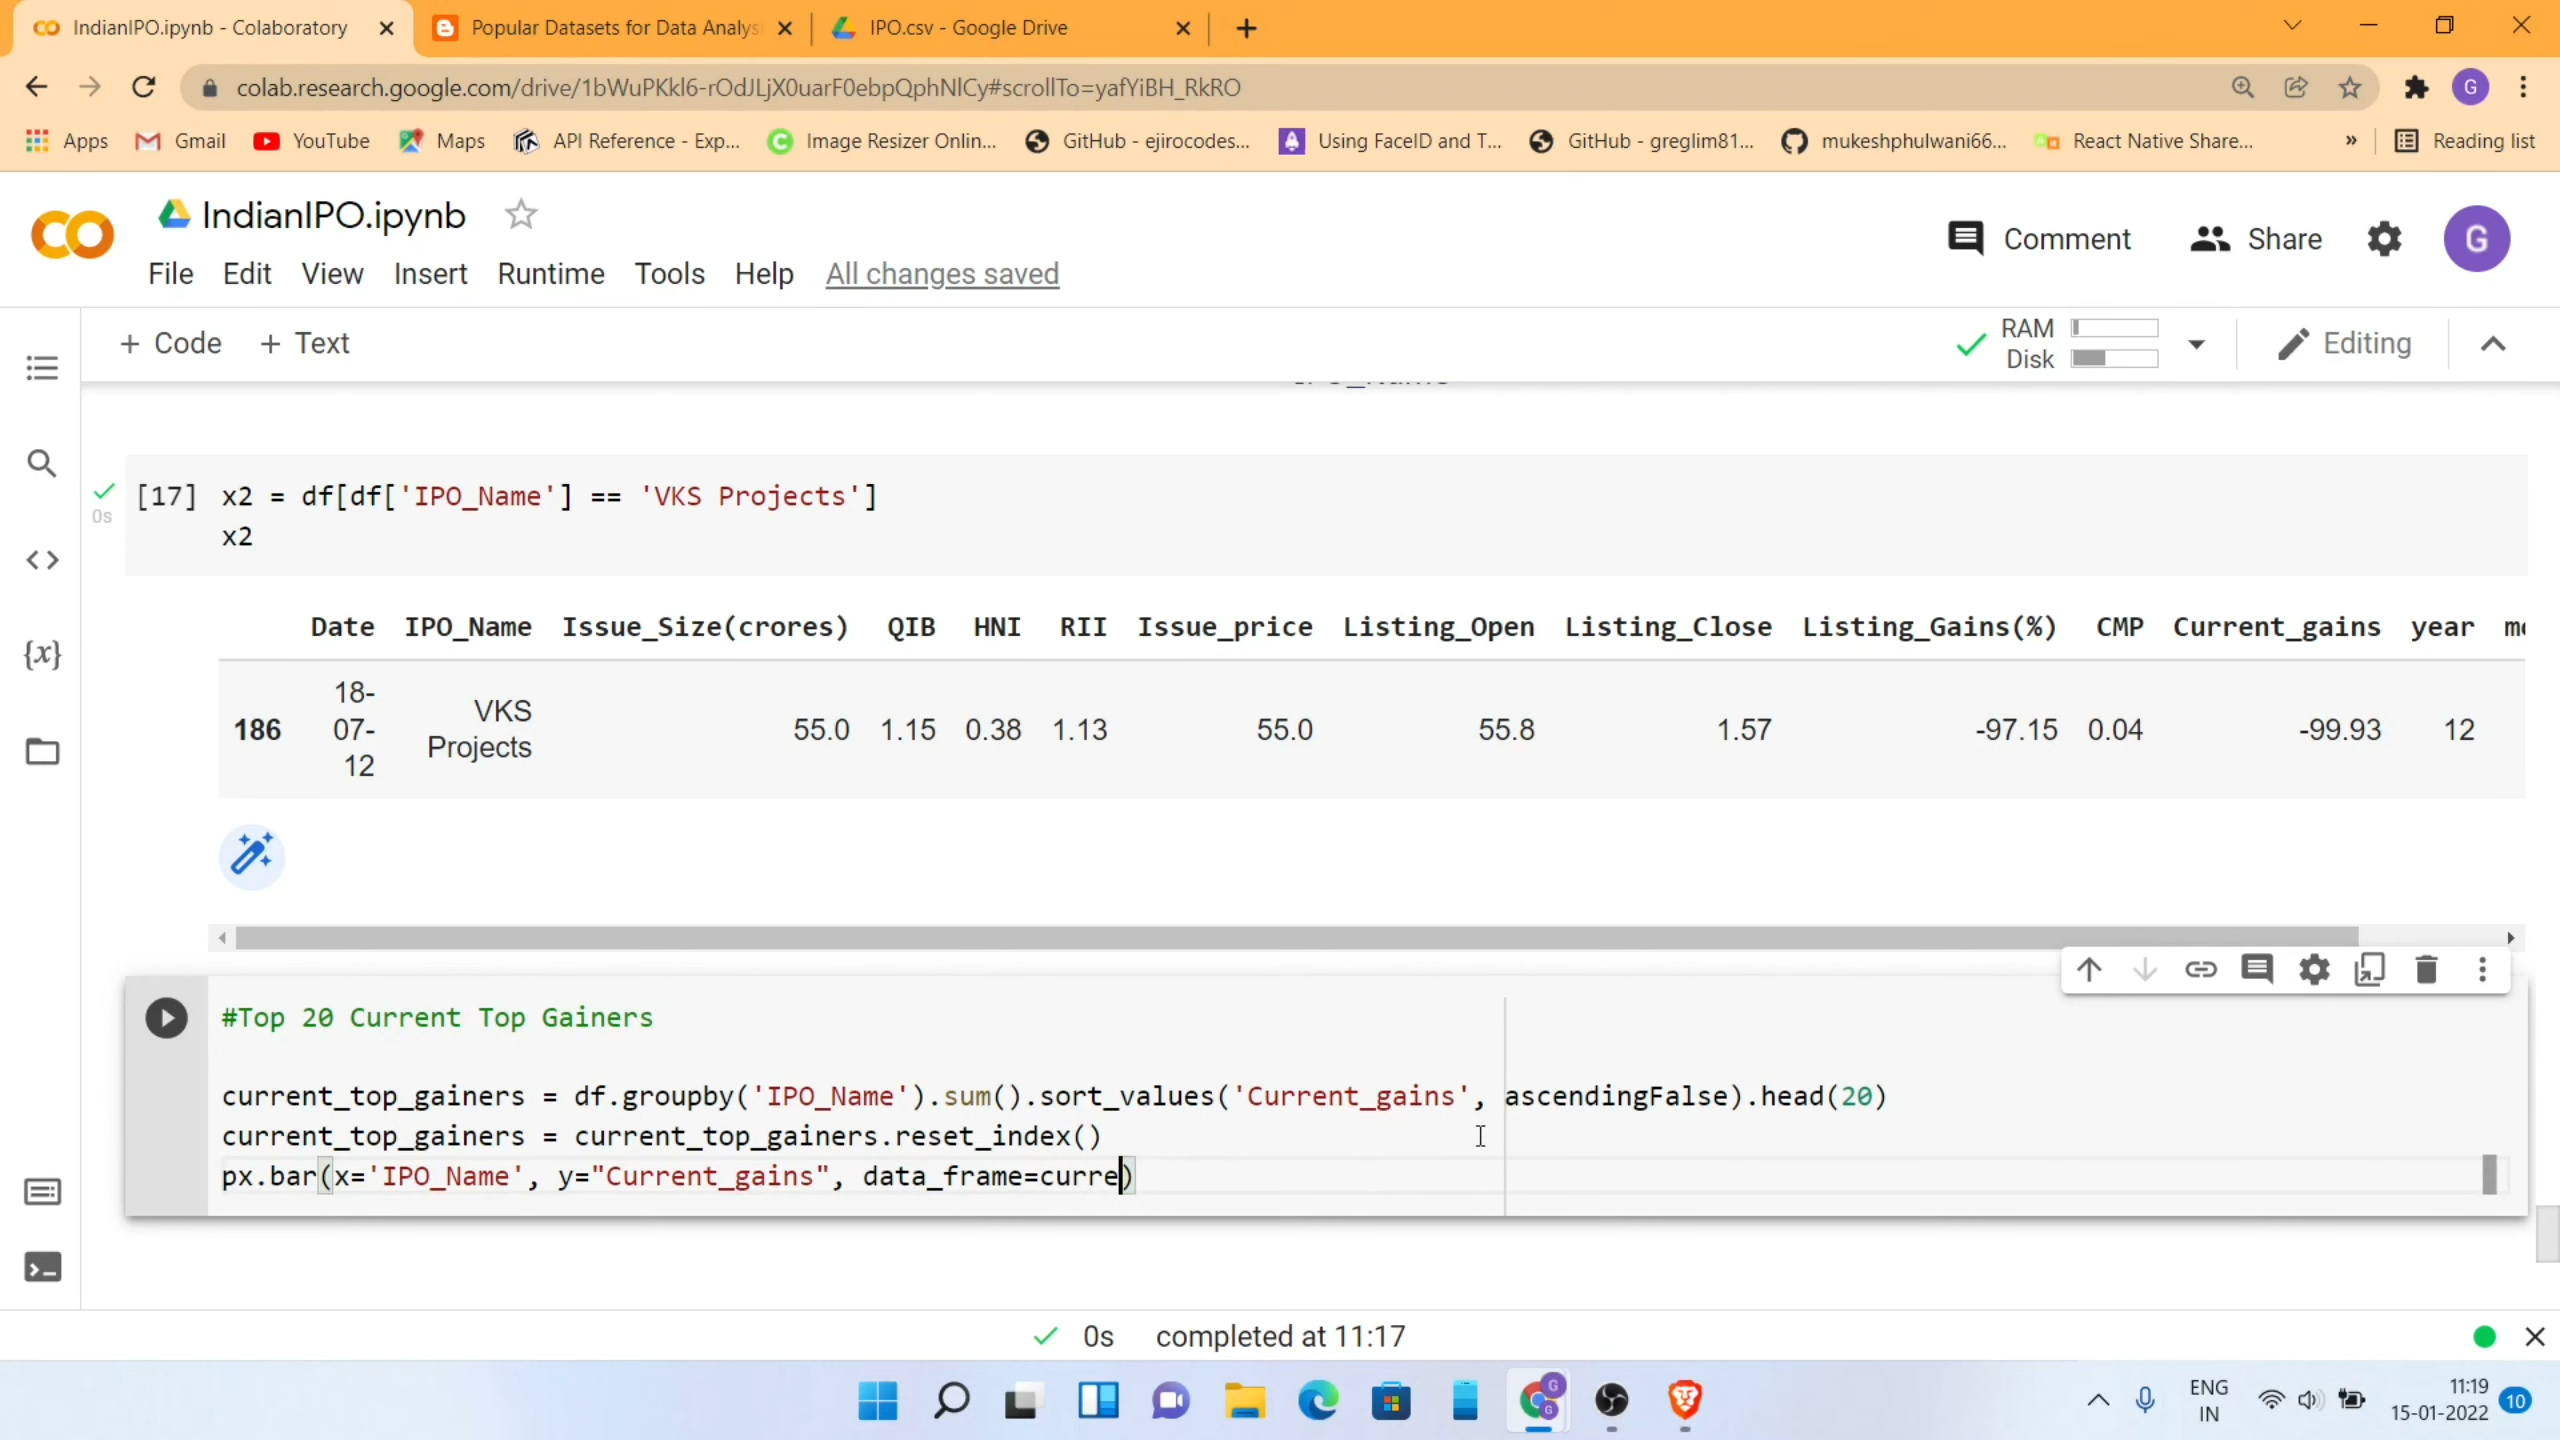 IndianIPO.ipynb - Colaboratory
Popular Datasets for Data Analys
IPO.csv - Google Drive
colab.research.google.com/drive/1bWuPKkl6-rOdJLjX0uarF0ebpQphNlCy#scrollTo=yafYiBH_RkRO
G
Apps
Gmail
YouTube
Maps
API Reference - Exp...
Image Resizer Onlin...
GitHub - ejirocodes...
Using FaceID and T...
GitHub - greglim81...
mukeshphulwani66...
React Native Share...
»
Reading list
IndianIPO.ipynb
Comment
Share
G
File Edit View Insert Runtime Tools Help All changes saved
+ Code + Text
RAM
Disk
Editing
[17] x2 = df[df['IPO_Name'] == 'VKS Projects']
x2
0s
Date IPO_Name Issue_Size(crores) QIB HNI RII Issue_price Listing_Open Listing_Close Listing_Gains(%) CMP Current_gains year
186 18-07-12 VKS Projects 55.0 1.15 0.38 1.13 55.0 55.8 1.57 -97.15 0.04 -99.93 12
#Top 20 Current Top Gainers
current_top_gainers = df.groupby('IPO_Name').sum().sort_values('Current_gains', ascendingFalse).head(20)
current_top_gainers = current_top_gainers.reset_index()
px.bar(x='IPO_Name', y="Current_gains", data_frame=curre)
0s completed at 11:17
ENG
IN
11:19
15-01-2022
10